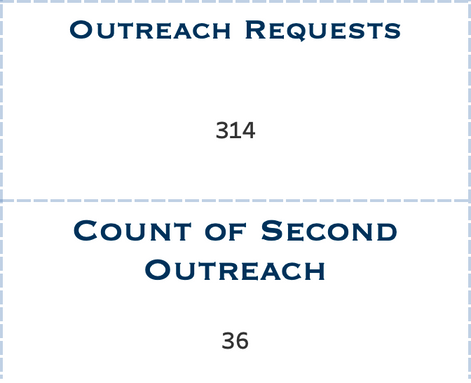 Outreach Requests
314
Count of Second
Outreach
36